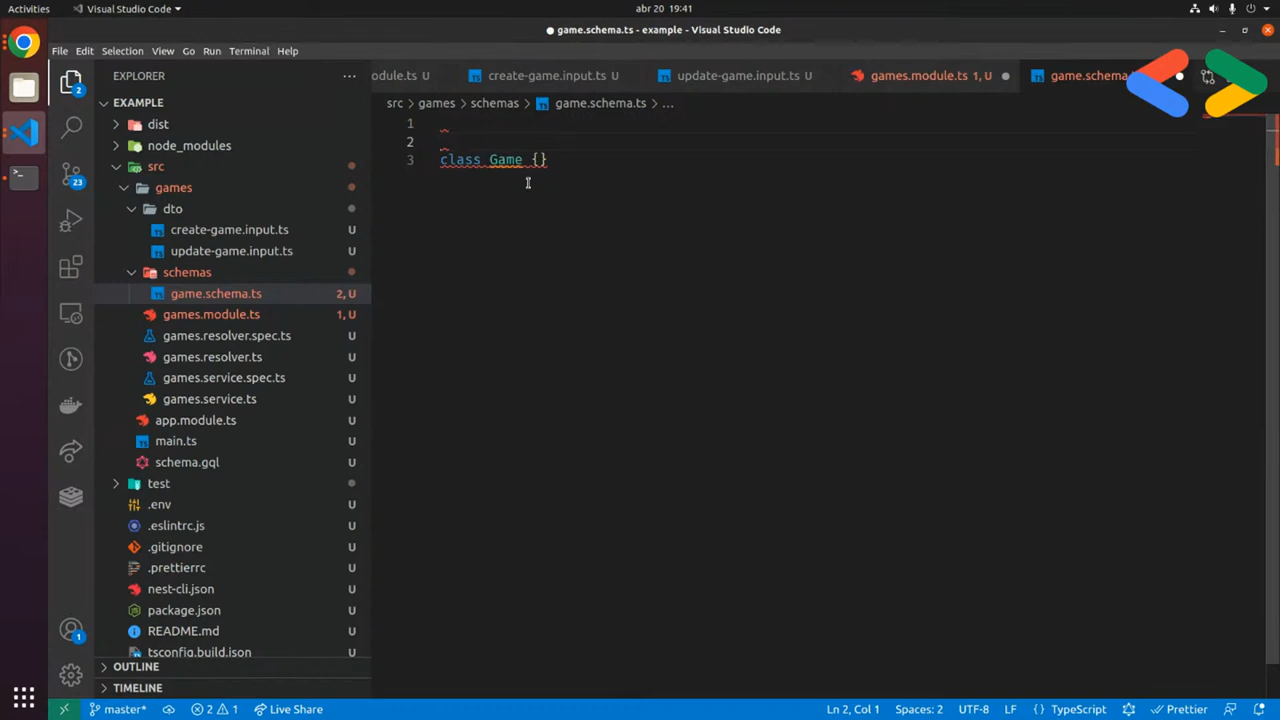 Activities
Visual Studio Code
abr 20 19:41
game.schema.ts - example - Visual Studio Code
File Edit Selection View Go Run Terminal Help
EXPLORER
odule.ts U
create-game.input.ts U
update-game.input.ts U
games.module.ts 1, U
game.schema.
EXAMPLE
src > games > schemas > game.schema.ts > ...
dist
node_modules
src
games
dto
create-game.input.ts U
update-game.input.ts U
schemas
game.schema.ts 2, U
games.module.ts 1, U
games.resolver.spec.ts U
games.resolver.ts U
games.service.spec.ts U
games.service.ts U
app.module.ts U
main.ts U
schema.gql U
test
.env U
.eslintrc.js U
.gitignore U
.prettierrc U
nest-cli.json U
package.json U
README.md U
tsconfig.build.json U
OUTLINE
TIMELINE
1
2
3 class Game {}
2
23
1
master* 2 1 Live Share
Ln 2, Col 1 Spaces: 2 UTF-8 LF {} TypeScript Prettier